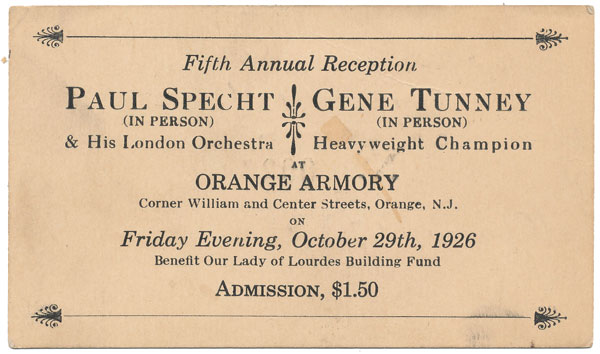 Fifth Annual Reception
PAUL SPECHT GENE TUNNEY
(IN PERSON) (IN PERSON)
& His London Orchestra Heavyweight Champion
AT
ORANGE ARMORY
Corner William and Center Streets, Orange, N.J.
ON
Friday Evening, October 29th, 1926
Benefit Our Lady of Lourdes Building Fund
ADMISSION, $1.50